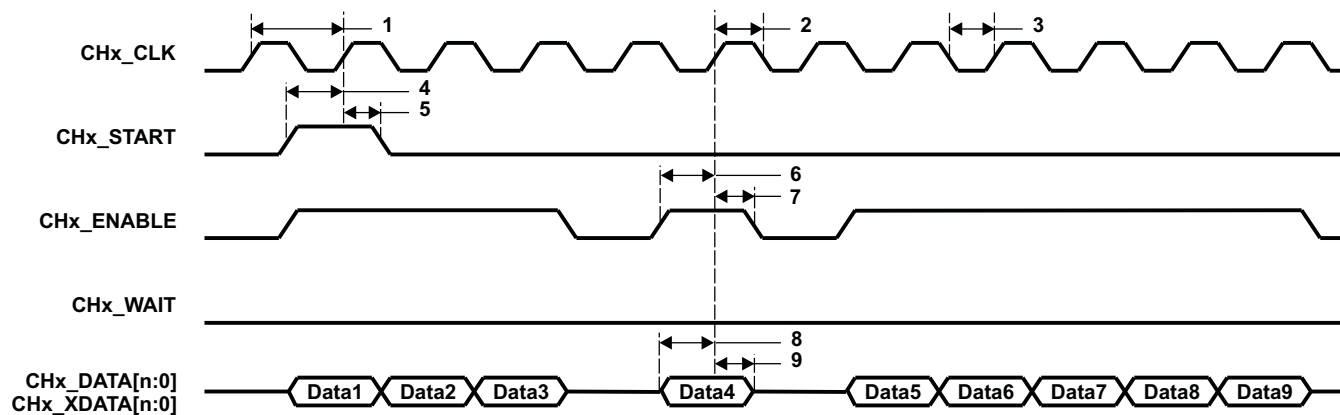 1 2 3
CHx_CLK
4
5
CHx_START
6
7
CHx_ENABLE
CHx_WAIT
8
9
CHx_DATA[n:0]
CHx_XDATA[n:0]
Data1 Data2 Data3 Data4 Data5 Data6 Data7 Data8 Data9